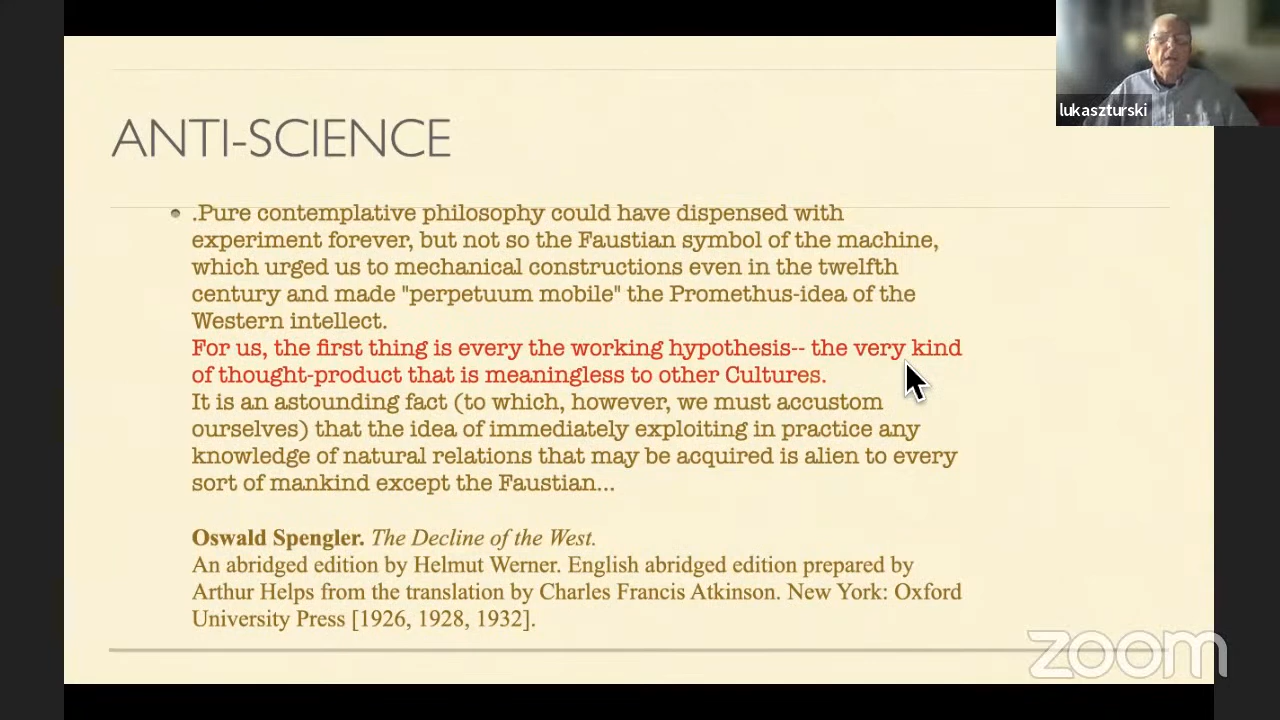 lukaszturski
ANTI-SCIENCE
.Pure contemplative philosophy could have dispensed with
experiment forever, but not so the Faustian symbol of the machine,
which urged us to mechanical constructions even in the twelfth
century and made "perpetuum mobile" the Promethus-idea of the
Western intellect.
For us, the first thing is every the working hypothesis-- the very kind
of thought-product that is meaningless to other Cultures.
It is an astounding fact (to which, however, we must accustom
ourselves) that the idea of immediately exploiting in practice any
knowledge of natural relations that may be acquired is alien to every
sort of mankind except the Faustian...
Oswald Spengler. The Decline of the West.
An abridged edition by Helmut Werner. English abridged edition prepared by
Arthur Helps from the translation by Charles Francis Atkinson. New York: Oxford
University Press [1926, 1928, 1932].
zoom